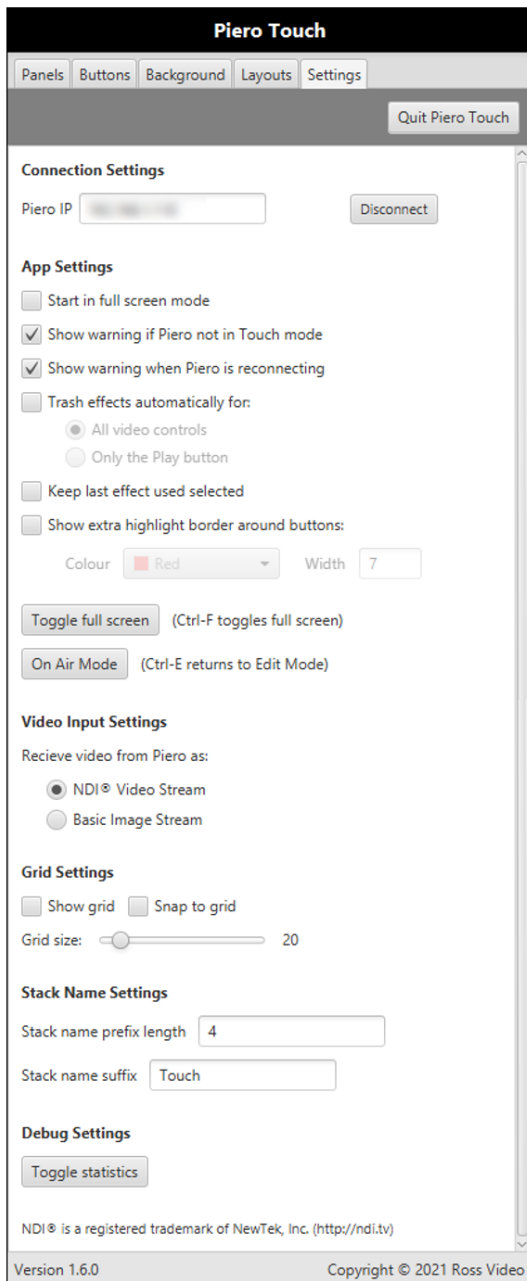 Piero Touch
Panels Buttons Background Layouts Settings
Quit Piero Touch
Connection Settings
Piero IP Disconnect
App Settings
Start in full screen mode
Show warning if Piero not in Touch mode
Show warning when Piero is reconnecting
Trash effects automatically for:
All video controls
Only the Play button
Keep last effect used selected
Show extra highlight border around buttons:
Colour Red Width 7
Toggle full screen (Ctrl-F toggles full screen)
On Air Mode (Ctrl-E returns to Edit Mode)
Video Input Settings
Recieve video from Piero as:
NDI® Video Stream
Basic Image Stream
Grid Settings
Show grid Snap to grid
Grid size: 20
Stack Name Settings
Stack name prefix length 4
Stack name suffix Touch
Debug Settings
Toggle statistics
NDI® is a registered trademark of NewTek, Inc. (http://ndi.tv)
Version 1.6.0 Copyright © 2021 Ross Video